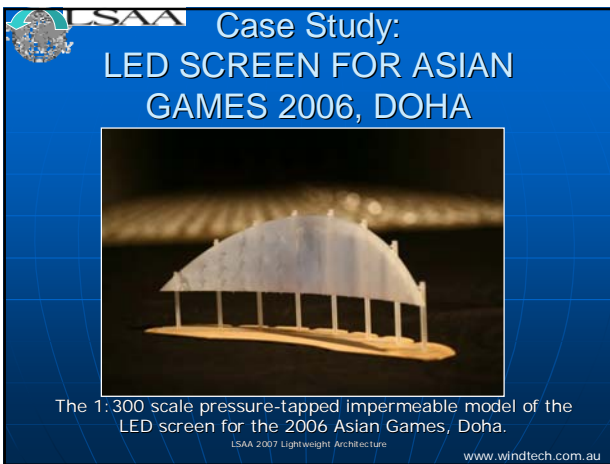 LSAA
Case Study:
LED SCREEN FOR ASIAN
GAMES 2006, DOHA
The 1:300 scale pressure-tapped impermeable model of the
LED screen for the 2006 Asian Games, Doha.
LSAA 2007 Lightweight Architecture
www.windtech.com.au